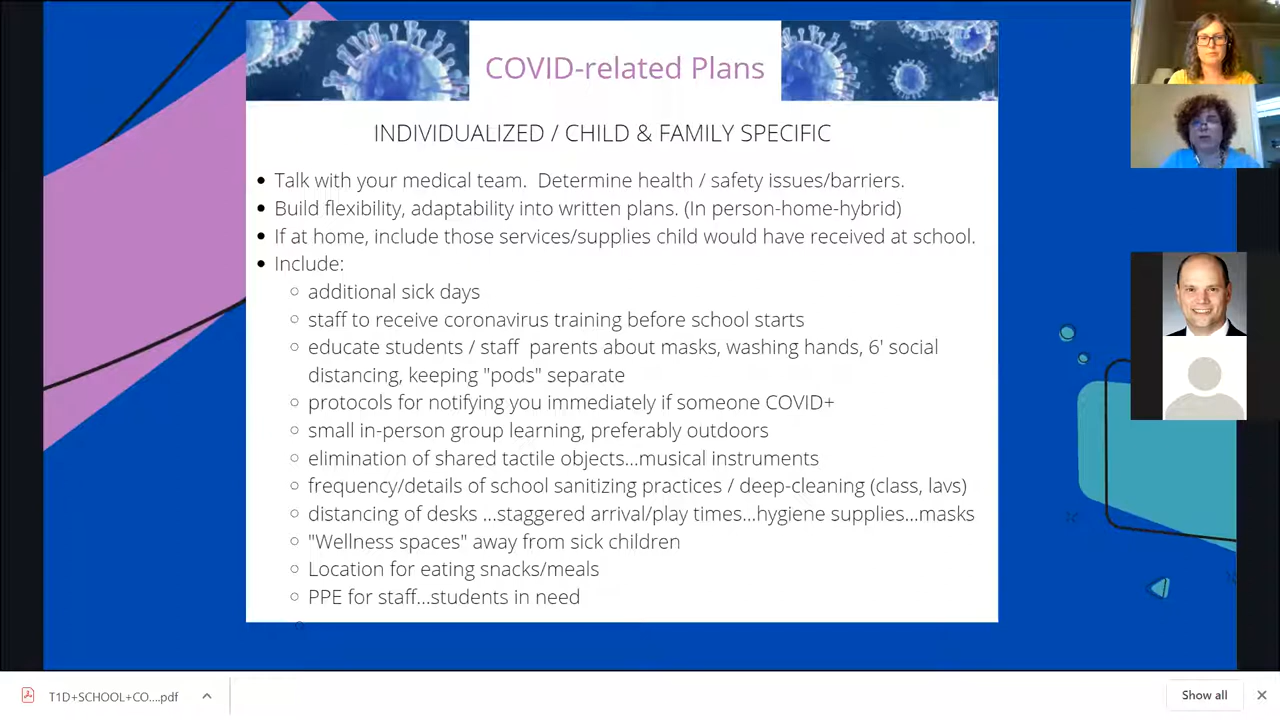 COVID-related Plans
INDIVIDUALIZED / CHILD & FAMILY SPECIFIC
Talk with your medical team. Determine health / safety issues/barriers.
Build flexibility, adaptability into written plans. (In person-home-hybrid)
If at home, include those services/supplies child would have received at school.
Include:
additional sick days
staff to receive coronavirus training before school starts
educate students / staff parents about masks, washing hands, 6' social
distancing, keeping "pods" separate
protocols for notifying you immediately if someone COVID+
small in-person group learning, preferably outdoors
elimination of shared tactile objects...musical instruments
frequency/details of school sanitizing practices / deep-cleaning (class, lavs)
distancing of desks ...staggered arrival/play times...hygiene supplies...masks
"Wellness spaces" away from sick children
Location for eating snacks/meals
PPE for staff...students in need
T1D+SCHOOL+CO....pdf
Show all